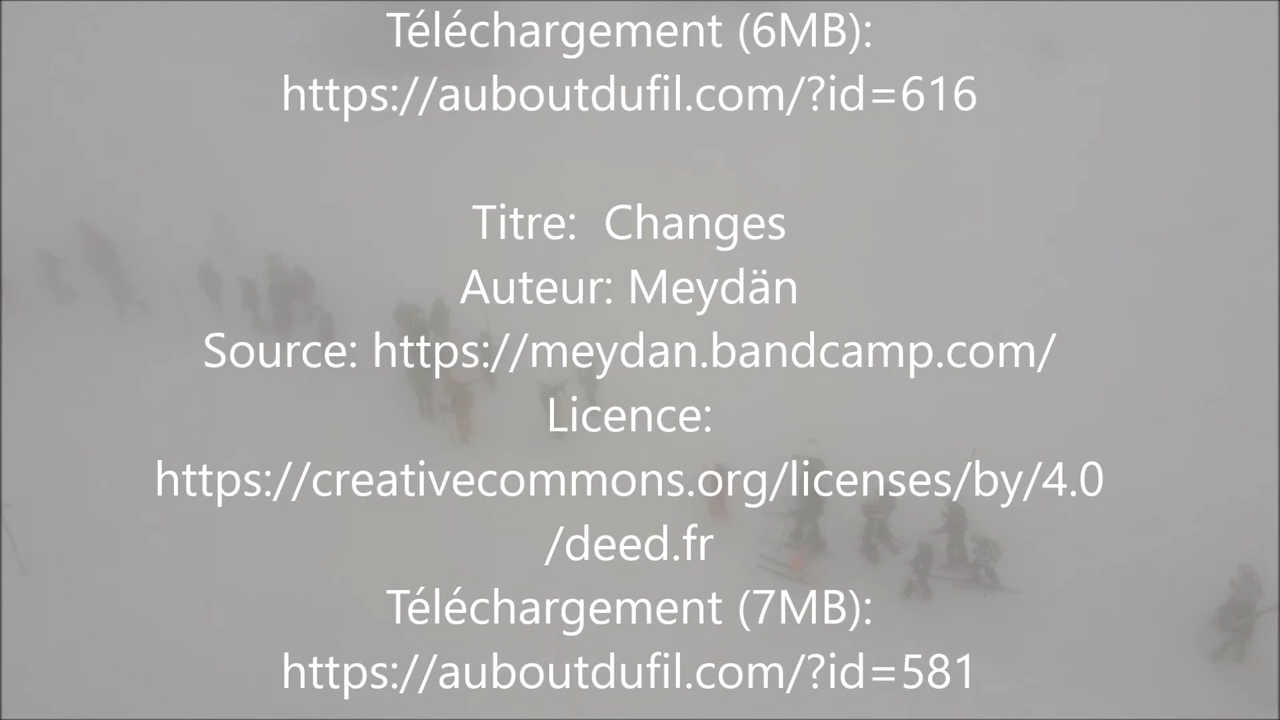 Téléchargement (6MB):
https://auboutdufil.com/?id=616
Titre:  Changes
Auteur: Meydän
Source: https://meydan.bandcamp.com/
Licence:
https://creativecommons.org/licenses/by/4.0
/deed.fr
Téléchargement (7MB):
https://auboutdufil.com/?id=581